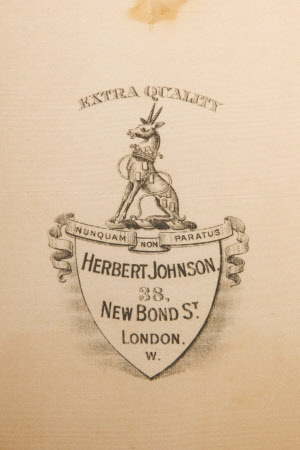 EXTRA QUALITY
NUNQUAM NON PARATUS
HERBERT JOHNSON.
38,
NEW BOND ST.
LONDON.
W.